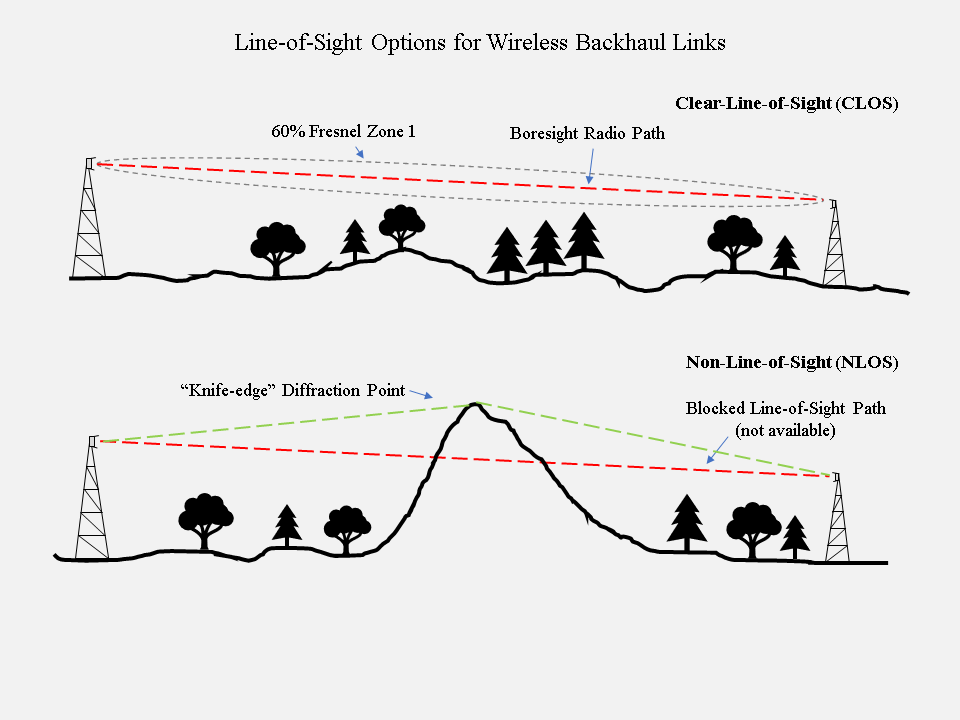 Line-of-Sight Options for Wireless Backhaul Links
Clear-Line-of-Sight (CLOS)
60% Fresnel Zone 1
Boresight Radio Path
Non-Line-of-Sight (NLOS)
“Knife-edge” Diffraction Point
Blocked Line-of-Sight Path
(not available)